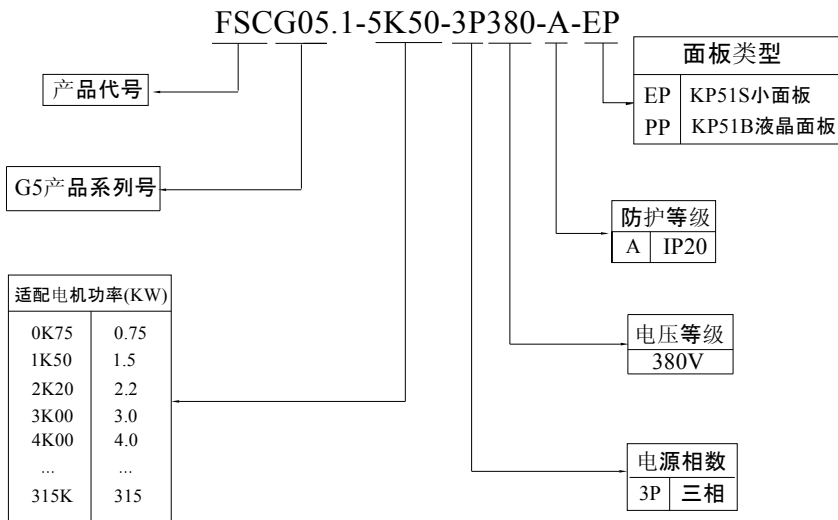 FSCG05.1-5K50-3P380-A-EP
面板类型
EP KP51S小面板
PP KP51B液晶面板
产品代号
G5产品系列号
防护等级
A IP20
适配电机功率(KW)
0K75 0.75
1K50 1.5
2K20 2.2
3K00 3.0
4K00 4.0
... ...
315K 315
电压等级
380V
电源相数
3P 三相